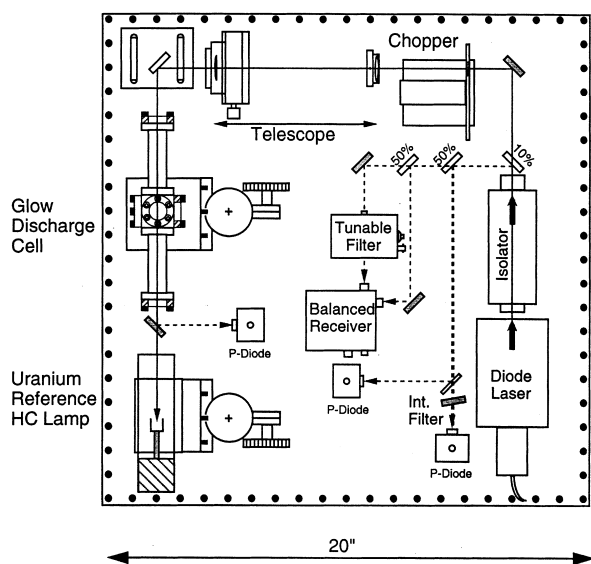 Chopper
Telescope
50%
50%
10%
Glow
Discharge
Cell
Tunable
Filter
Isolator
Balanced
Receiver
P-Diode
Uranium
Reference
HC Lamp
P-Diode
Int.
Filter
Diode
Laser
P-Diode
20"